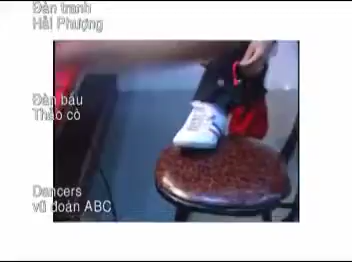 Đàn tranh
Hải Phượng
Đàn bầu
Thảo cò
Dancers
vũ đoàn ABC